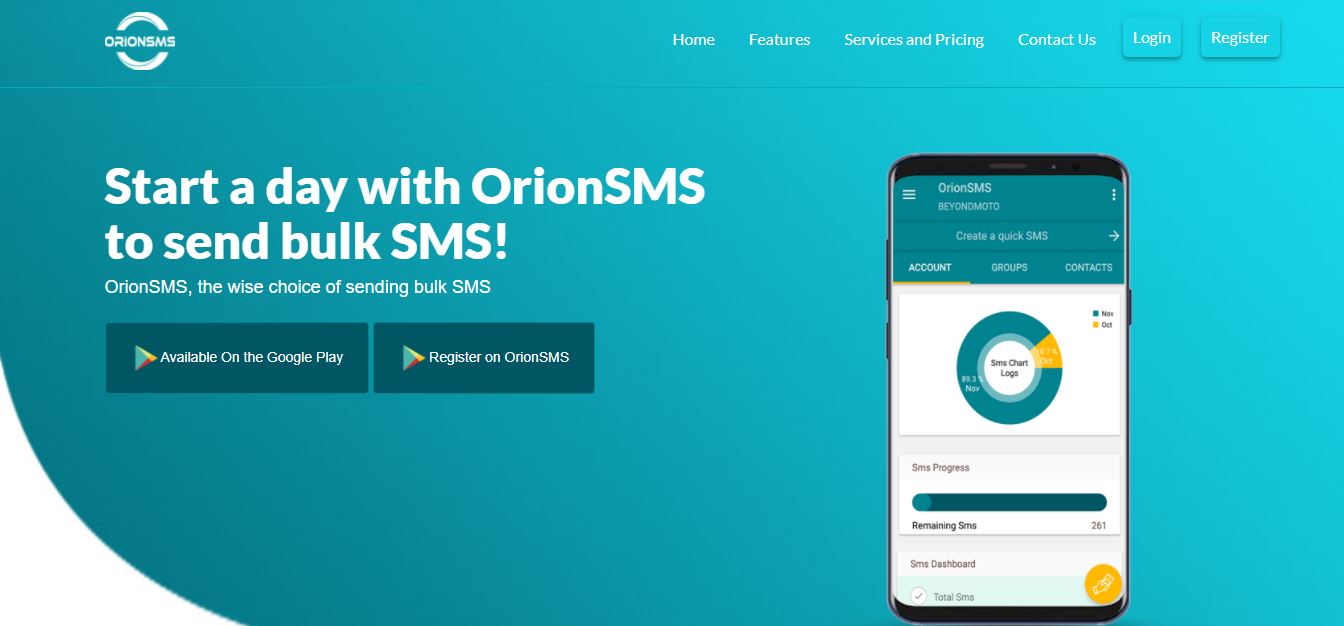 ORIONSMS
Home
Features
Services and Pricing
Contact Us
Login
Register
Start a day with OrionSMS
to send bulk SMS!
OrionSMS, the wise choice of sending bulk SMS
Available On the Google Play
Register on OrionSMS
OrionSMS
BEYONDMOTO
Create a quick SMS
ACCOUNT
GROUPS
CONTACTS
Nov
Oct
10.7 %
Oct
Sms Chart
Logs
89.3 %
Nov
Sms Progress
Remaining Sms
261
Sms Dashboard
Total Sms